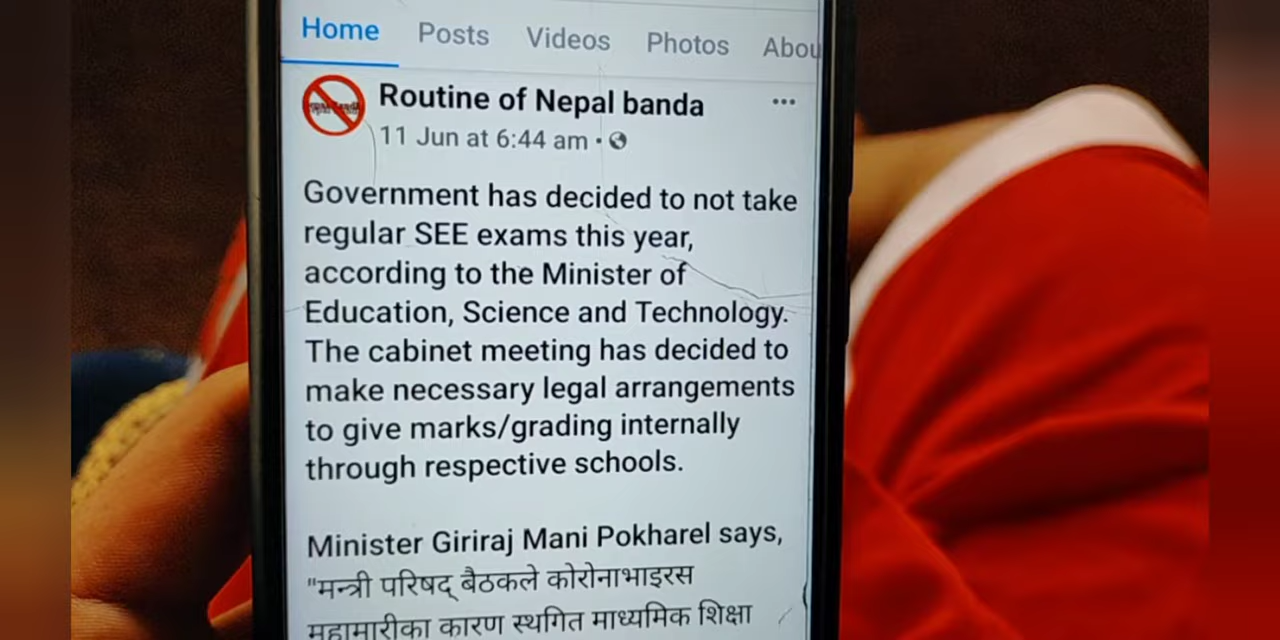 Home Posts Videos Photos Abou
Routine of Nepal banda
11 Jun at 6:44 am
Government has decided to not take
regular SEE exams this year,
according to the Minister of
Education, Science and Technology.
The cabinet meeting has decided to
make necessary legal arrangements
to give marks/grading internally
through respective schools.
Minister Giriraj Mani Pokharel says,
"मन्त्री परिषद् बैठकले कोरोनाभाइरस
महामारीका कारण स्थगित माध्यमिक शिक्षा